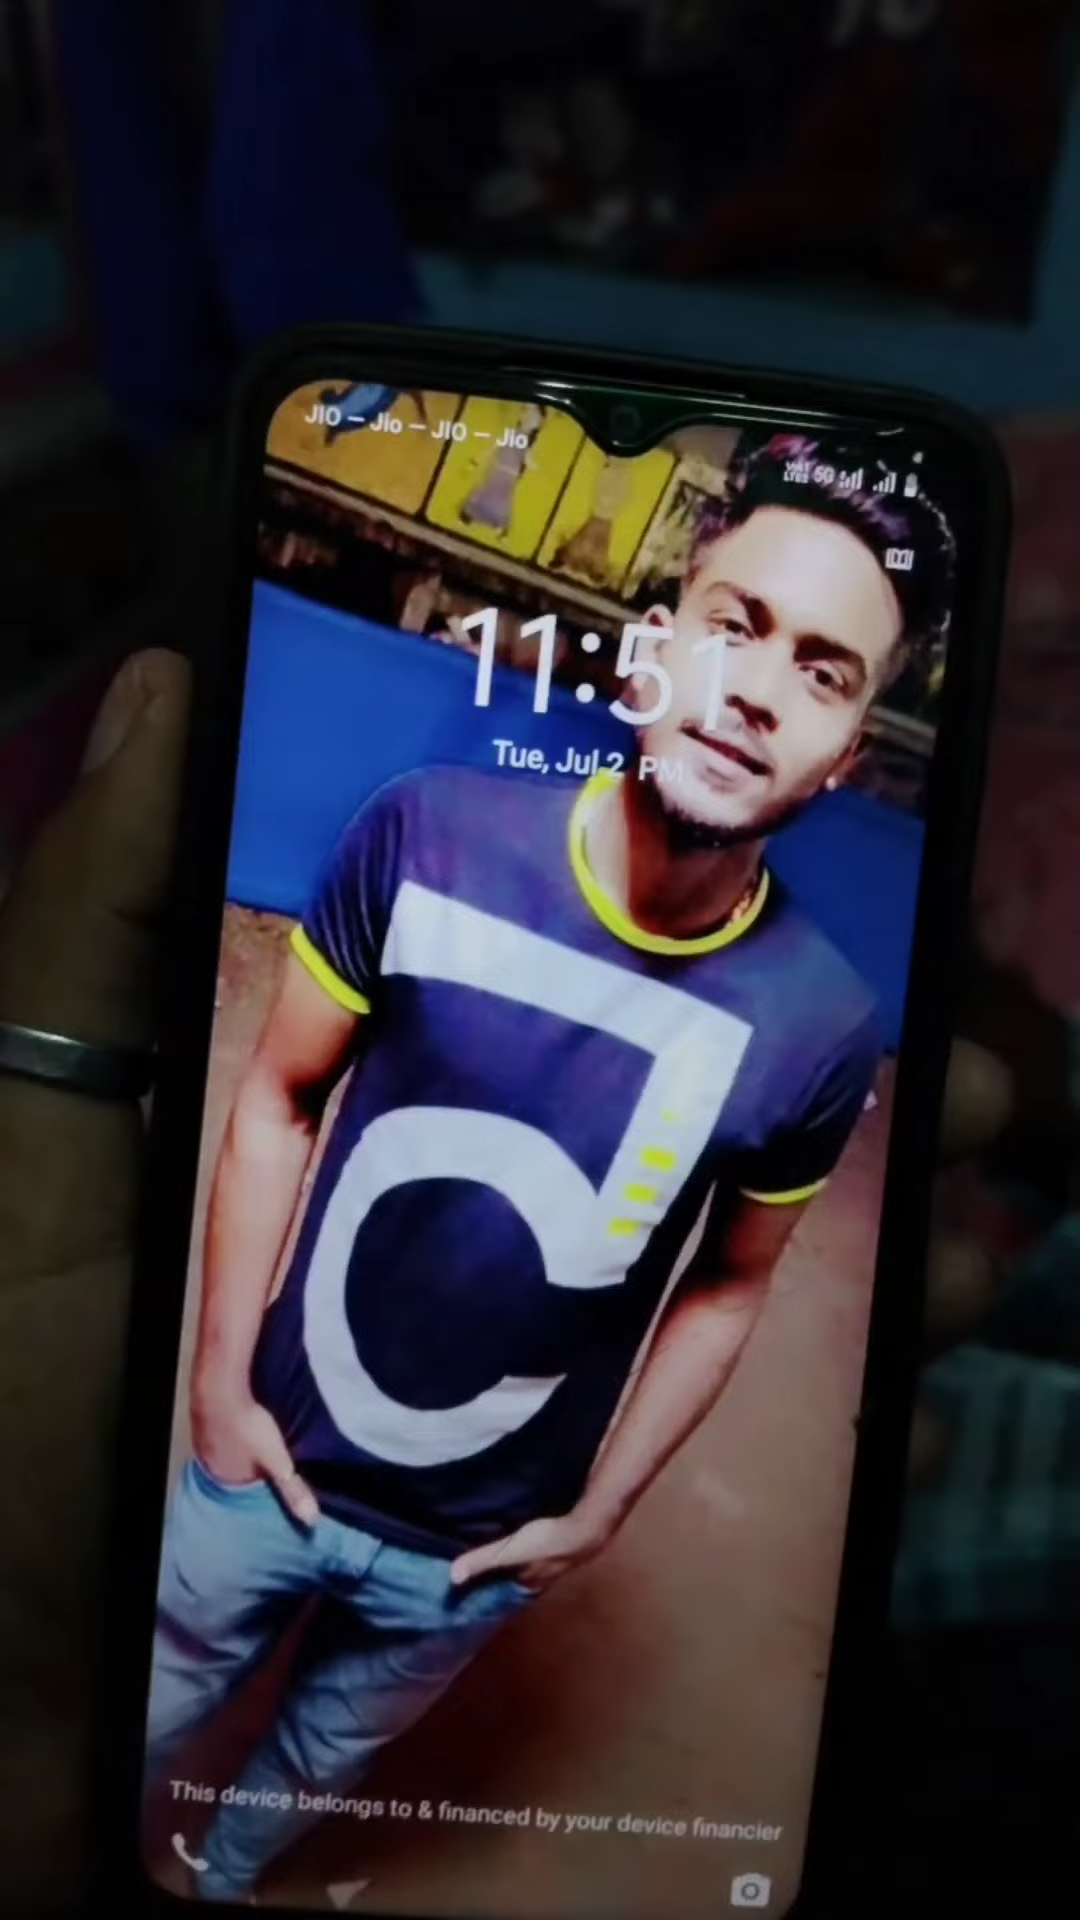 JIO — Jio — JIO — Jio
5G
11:51
Tue, Jul 2 PM
This device belongs to & financed by your device financier